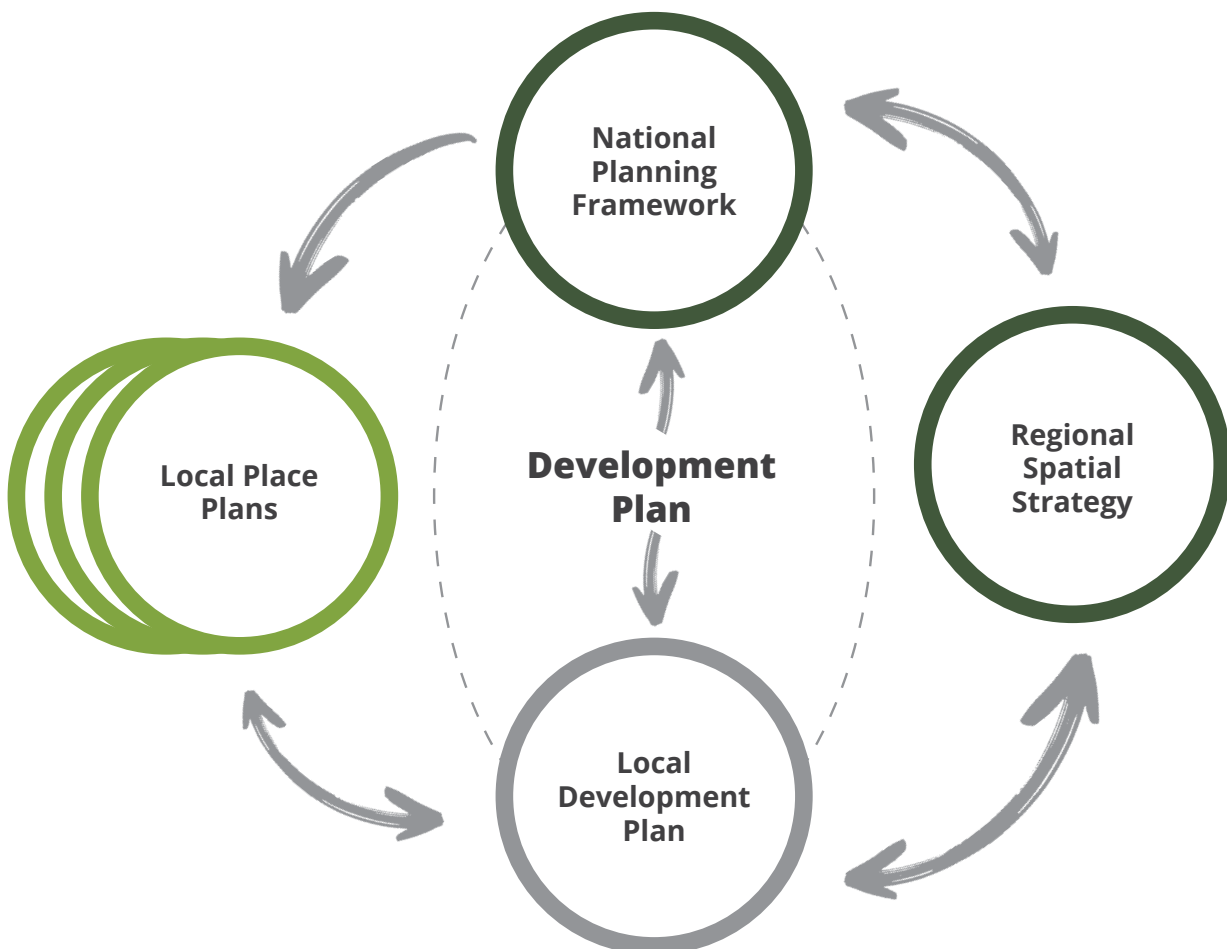 National
Planning
Framework
Local Place
Plans
Development
Plan
Regional
Spatial
Strategy
Local
Development
Plan